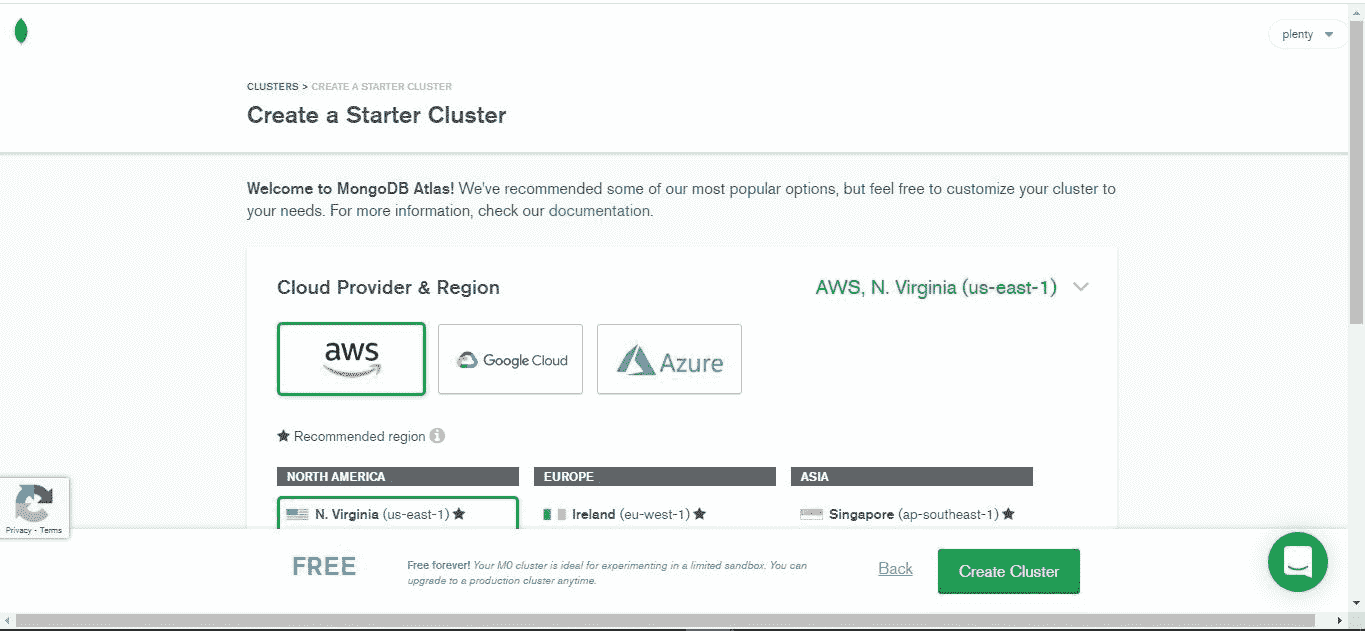 plenty
CLUSTERS > CREATE A STARTER CLUSTER
Create a Starter Cluster
Welcome to MongoDB Atlas! We've recommended some of our most popular options, but feel free to customize your cluster to
your needs. For more information, check our documentation.
Cloud Provider & Region
AWS, N. Virginia (us-east-1)
aws
Google Cloud
Azure
★ Recommended region
NORTH AMERICA
EUROPE
ASIA
N. Virginia (us-east-1) ★
Ireland (eu-west-1) ★
Singapore (ap-southeast-1) ★
Privacy - Terms
FREE
Free forever! Your M0 cluster is ideal for experimenting in a limited sandbox. You can
upgrade to a production cluster anytime.
Back
Create Cluster